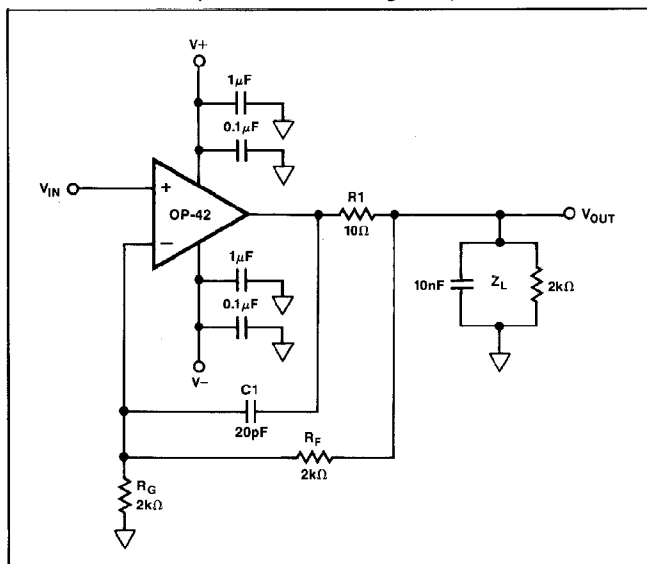 V+
1µF
0.1µF
VIN
+
OP-42
−
R1
10Ω
VOUT
1µF
0.1µF
10nF
ZL
2kΩ
V−
C1
20pF
RF
2kΩ
RG
2kΩ